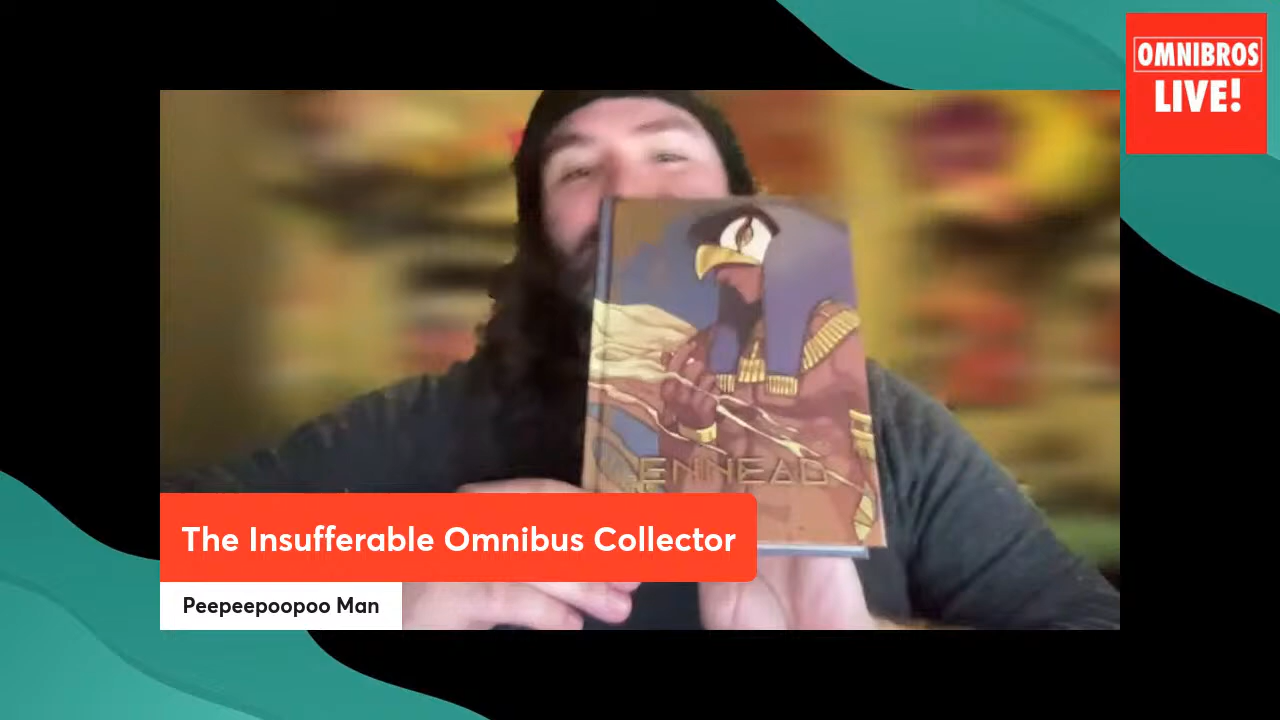 OMNIBROS
LIVE!
ENNEAD
The Insufferable Omnibus Collector
Peepeepoopoo Man